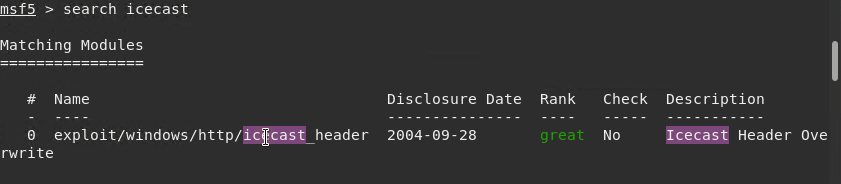 msf5 > search icecast
Matching Modules
================
#  Name                                 Disclosure Date  Rank   Check  Description
-  ----                                 ---------------  ----   -----  -----------
0  exploit/windows/http/icecast_header  2004-09-28       great  No     Icecast Header Ove
rwrite